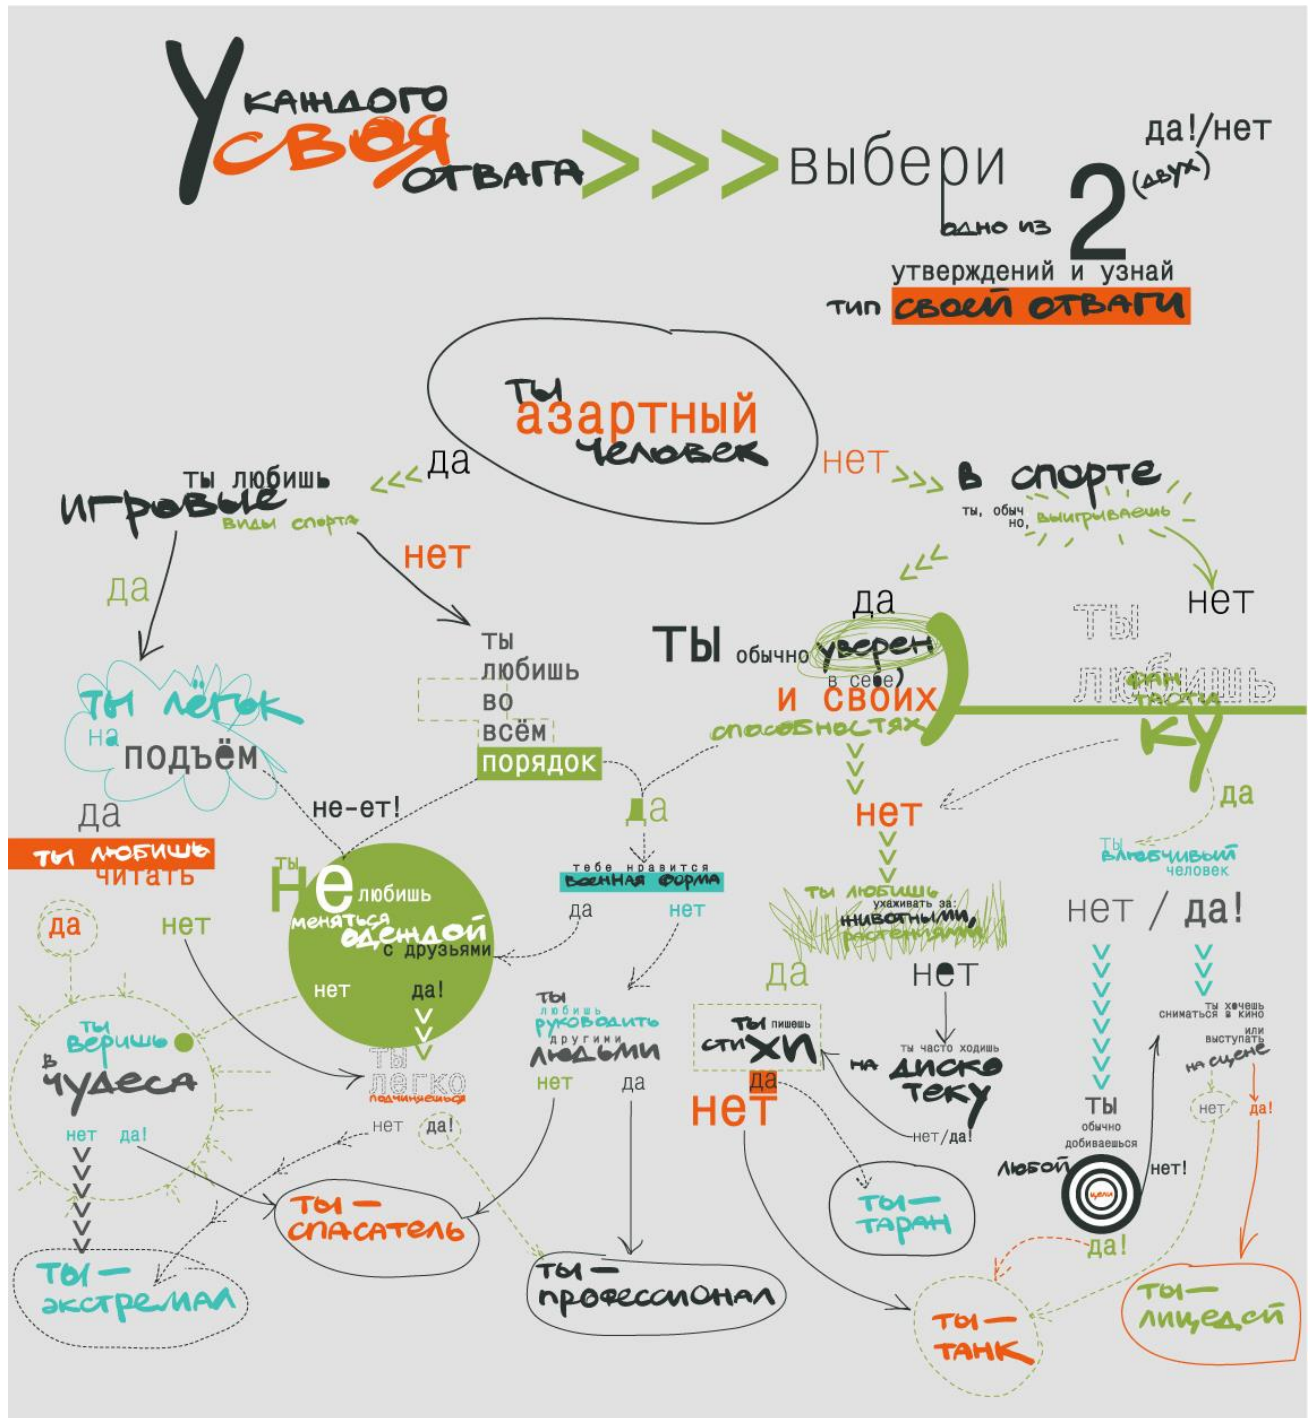 У каждого
своя
отвага >>> выбери
одно из 2 (двух)
да!/нет
утверждений и узнай
тип своей отваги
ты
азартный
человек
да
нет
ты любишь
игровые
виды спорта
в спорте
ты, обыч
но, выигрываешь
да
нет
да
нет
ты лёгок
на
подъём
ты
любишь
во
всём
порядок
ты обычно уверен
в себе)
и своих
способностях
ты
любишь
фан
тасти
ку
да
не-ет!
да
нет
да
ты любишь
читать
да
нет
ты
не любишь
меняться
одеждой
с друзьями
нет
да!
тебе нравится
военная форма
да
нет
ты любишь
ухаживать за:
животными,
растениями
да
нет
ты
влюбчивый
человек
нет / да!
ты
веришь
в
чудеса
нет
да!
ты
легко
подчиняешься
нет
да!
ты
любишь
руководить
другими
людьми
нет
да
ты пишешь
стихи
да
нет
ты часто ходишь
на диско
теку
нет/да!
ты хочешь
сниматься в кино
или
выступать
на сцене
нет
да!
ты
обычно
добиваешься
любой
цели
нет!
да!
ты —
экстремал
ты —
спасатель
ты —
профессионал
ты —
таран
ты —
танк
ты —
лицедей